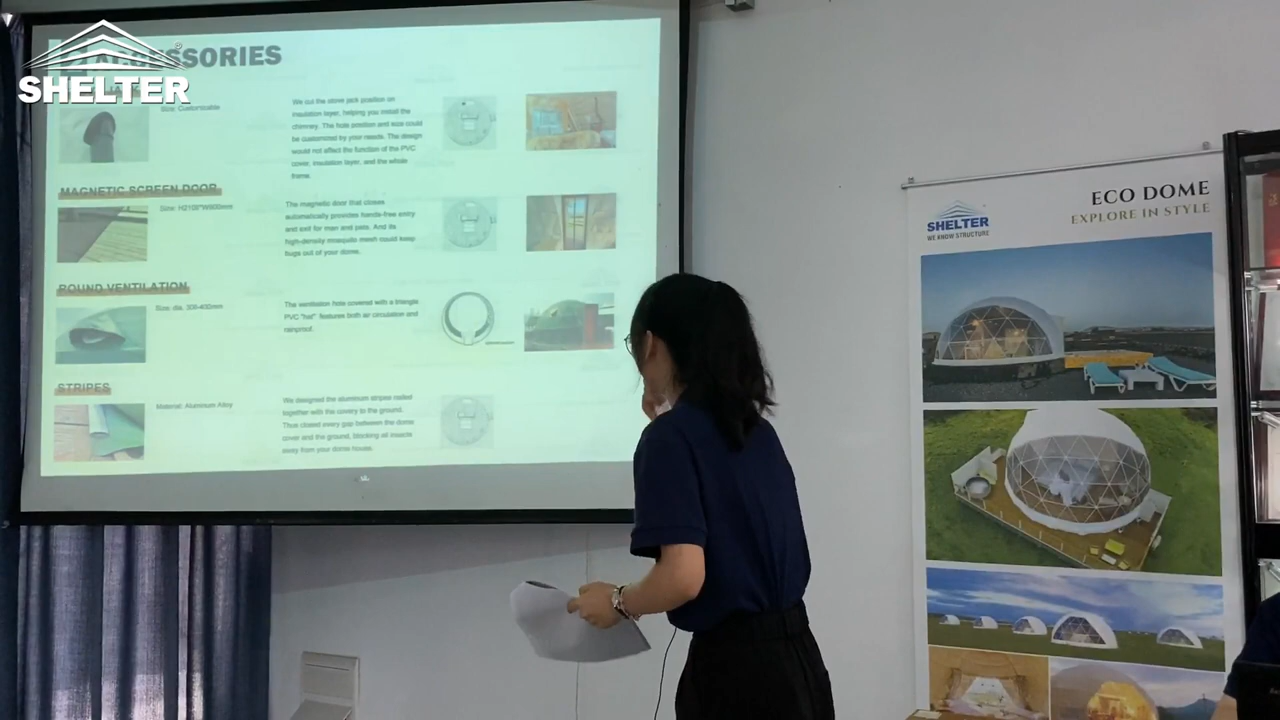 ACCESSORIES
SHELTER
®
Size: Customizable
We cut the stove jack position on
insulation layer, helping you install the
chimney. The hole position and size could
be customized by your needs. The design
would not affect the function of the PVC
cover, insulation layer, and the whole
frame.
MAGNETIC SCREEN DOOR
Size: H2100*W900mm
The magnetic door that closes
automatically provides hands-free entry
and exit for man and pets. And its
high-density mosquito mesh could keep
bugs out of your dome.
ROUND VENTILATION
Size: dia. 300-400mm
The ventilation hole covered with a triangle
PVC "hat" features both air circulation and
rainproof.
STRIPES
Material: Aluminum Alloy
We designed the aluminum stripes nailed
together with the covery to the ground.
Thus closed every gap between the dome
cover and the ground, blocking all insects
away from your dome house.
SHELTER
WE KNOW STRUCTURE
ECO DOME
EXPLORE IN STYLE